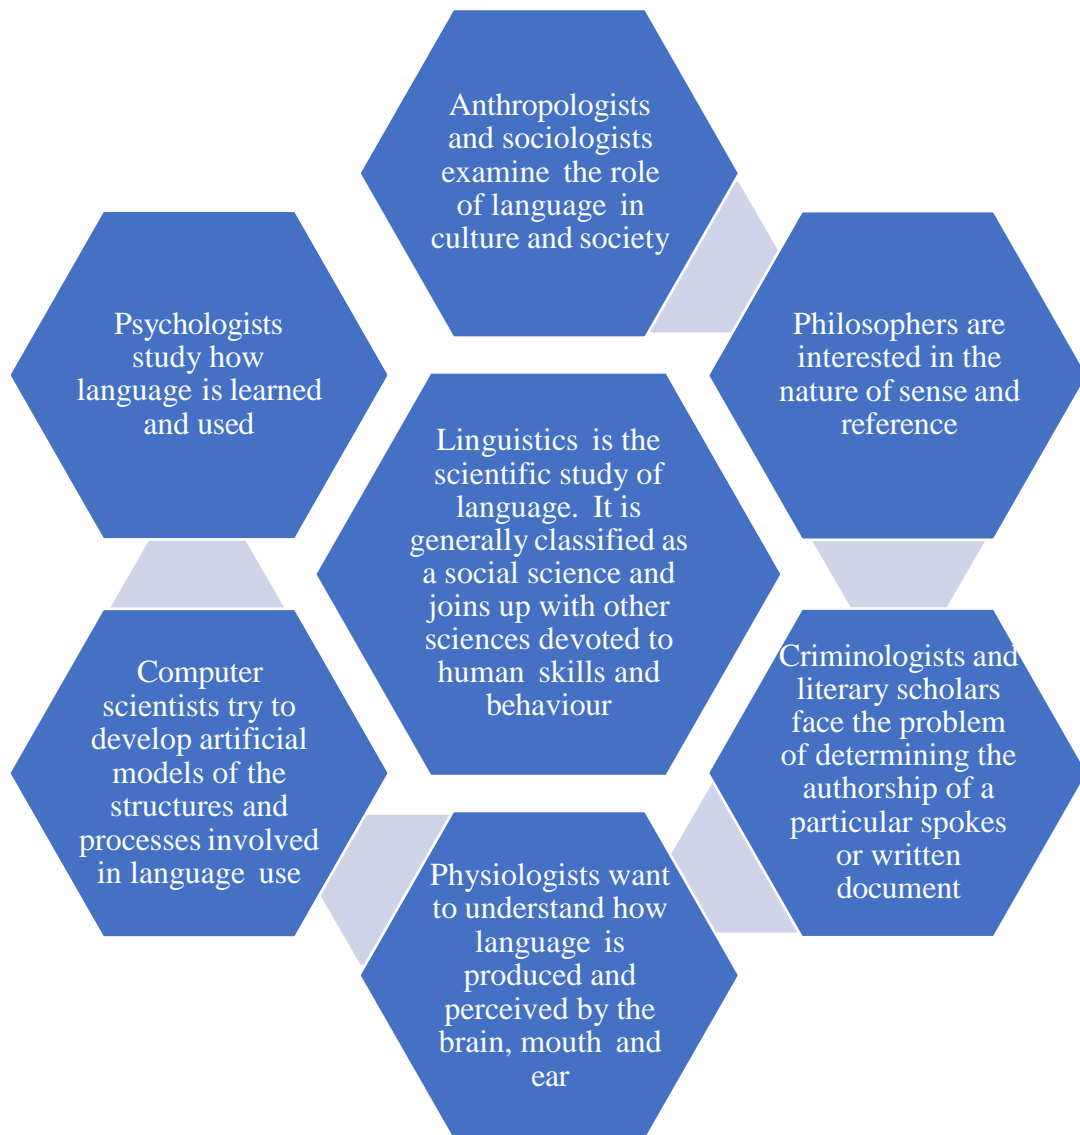 Anthropologists
and sociologists
examine the role
of language in
culture and society
Philosophers are
interested in the
nature of sense and
reference
Criminologists and
literary scholars
face the problem
of determining the
authorship of a
particular spokes
or written
document
Physiologists want
to understand how
language is
produced and
perceived by the
brain, mouth and
ear
Computer
scientists try to
develop artificial
models of the
structures and
processes involved
in language use
Psychologists
study how
language is learned
and used
Linguistics is the
scientific study of
language. It is
generally classified as
a social science and
joins up with other
sciences devoted to
human skills and
behaviour